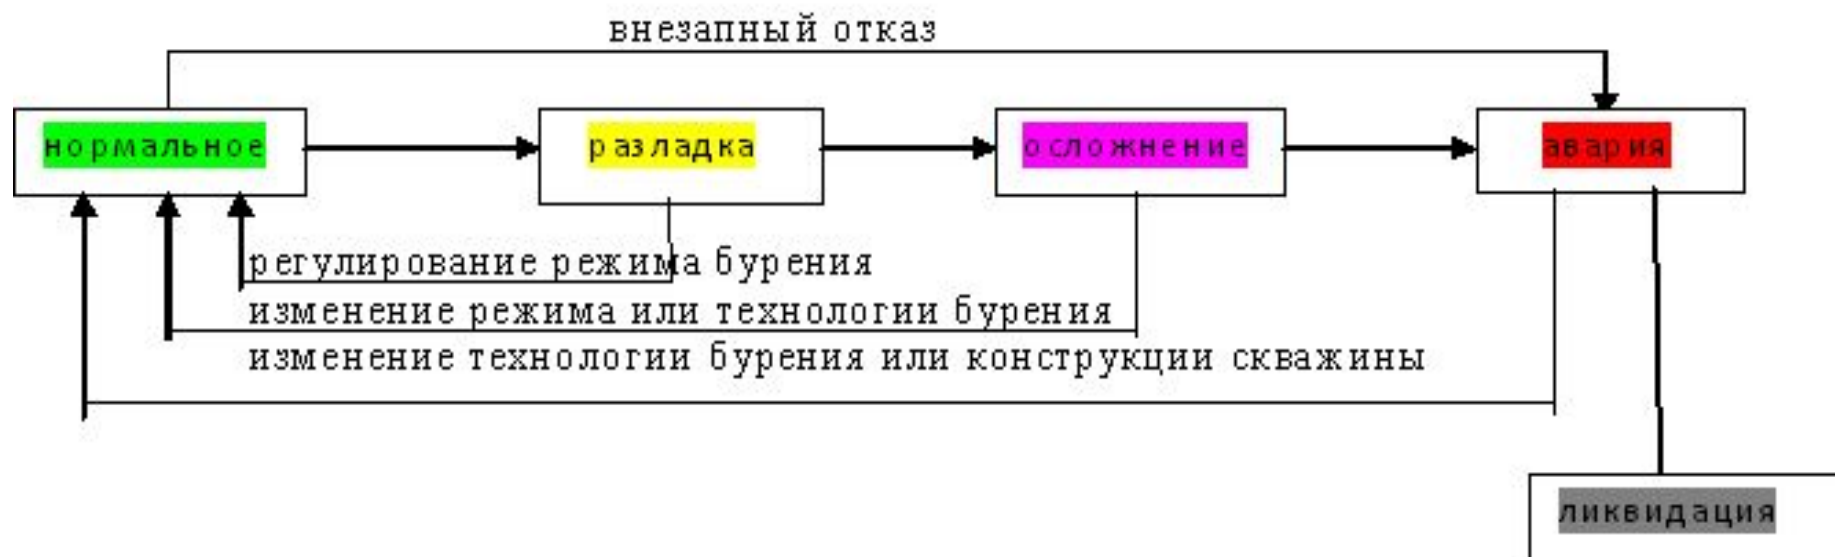 внезапный отказ
нормальное
разладка
осложнение
авария
регулирование режима бурения
изменение режима или технологии бурения
изменение технологии бурения или конструкции скважины
ликвидация